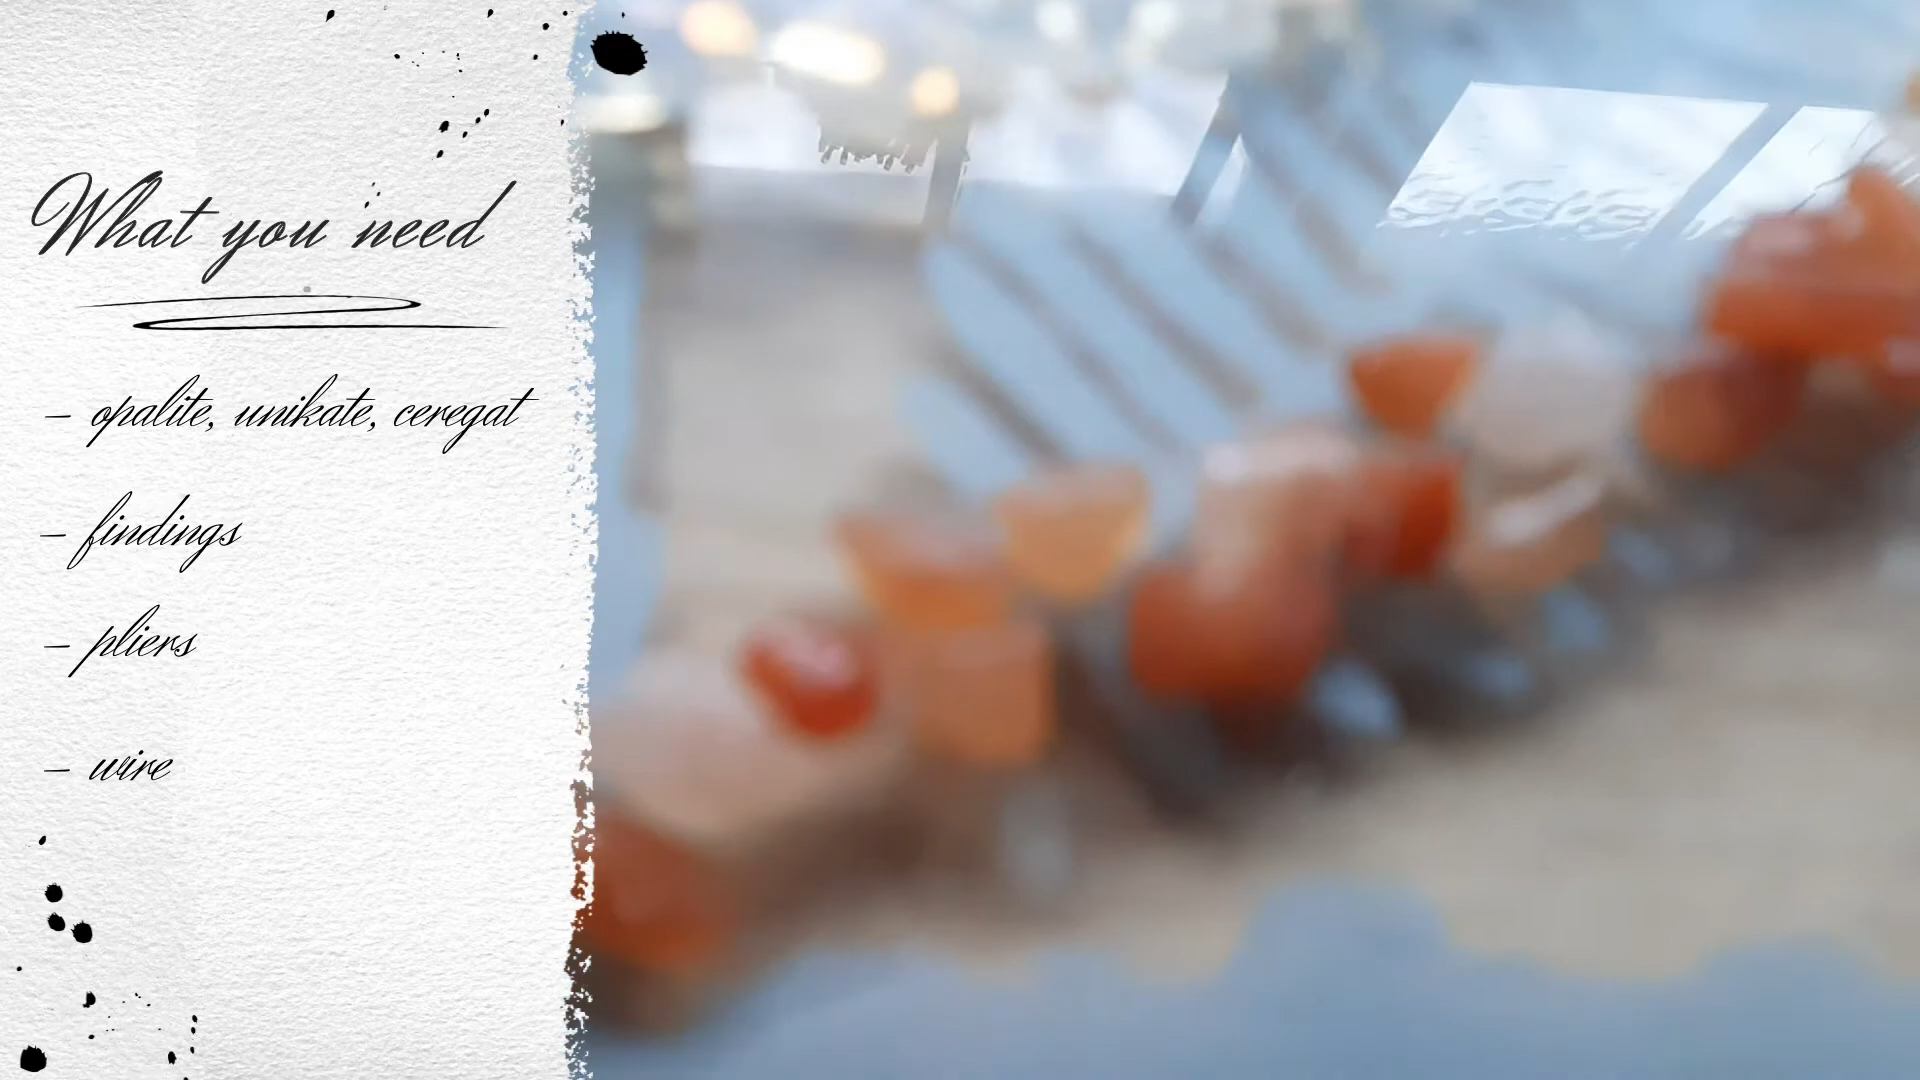 What you need
– opalite, unikate, ceregat
– findings
– pliers
– wire